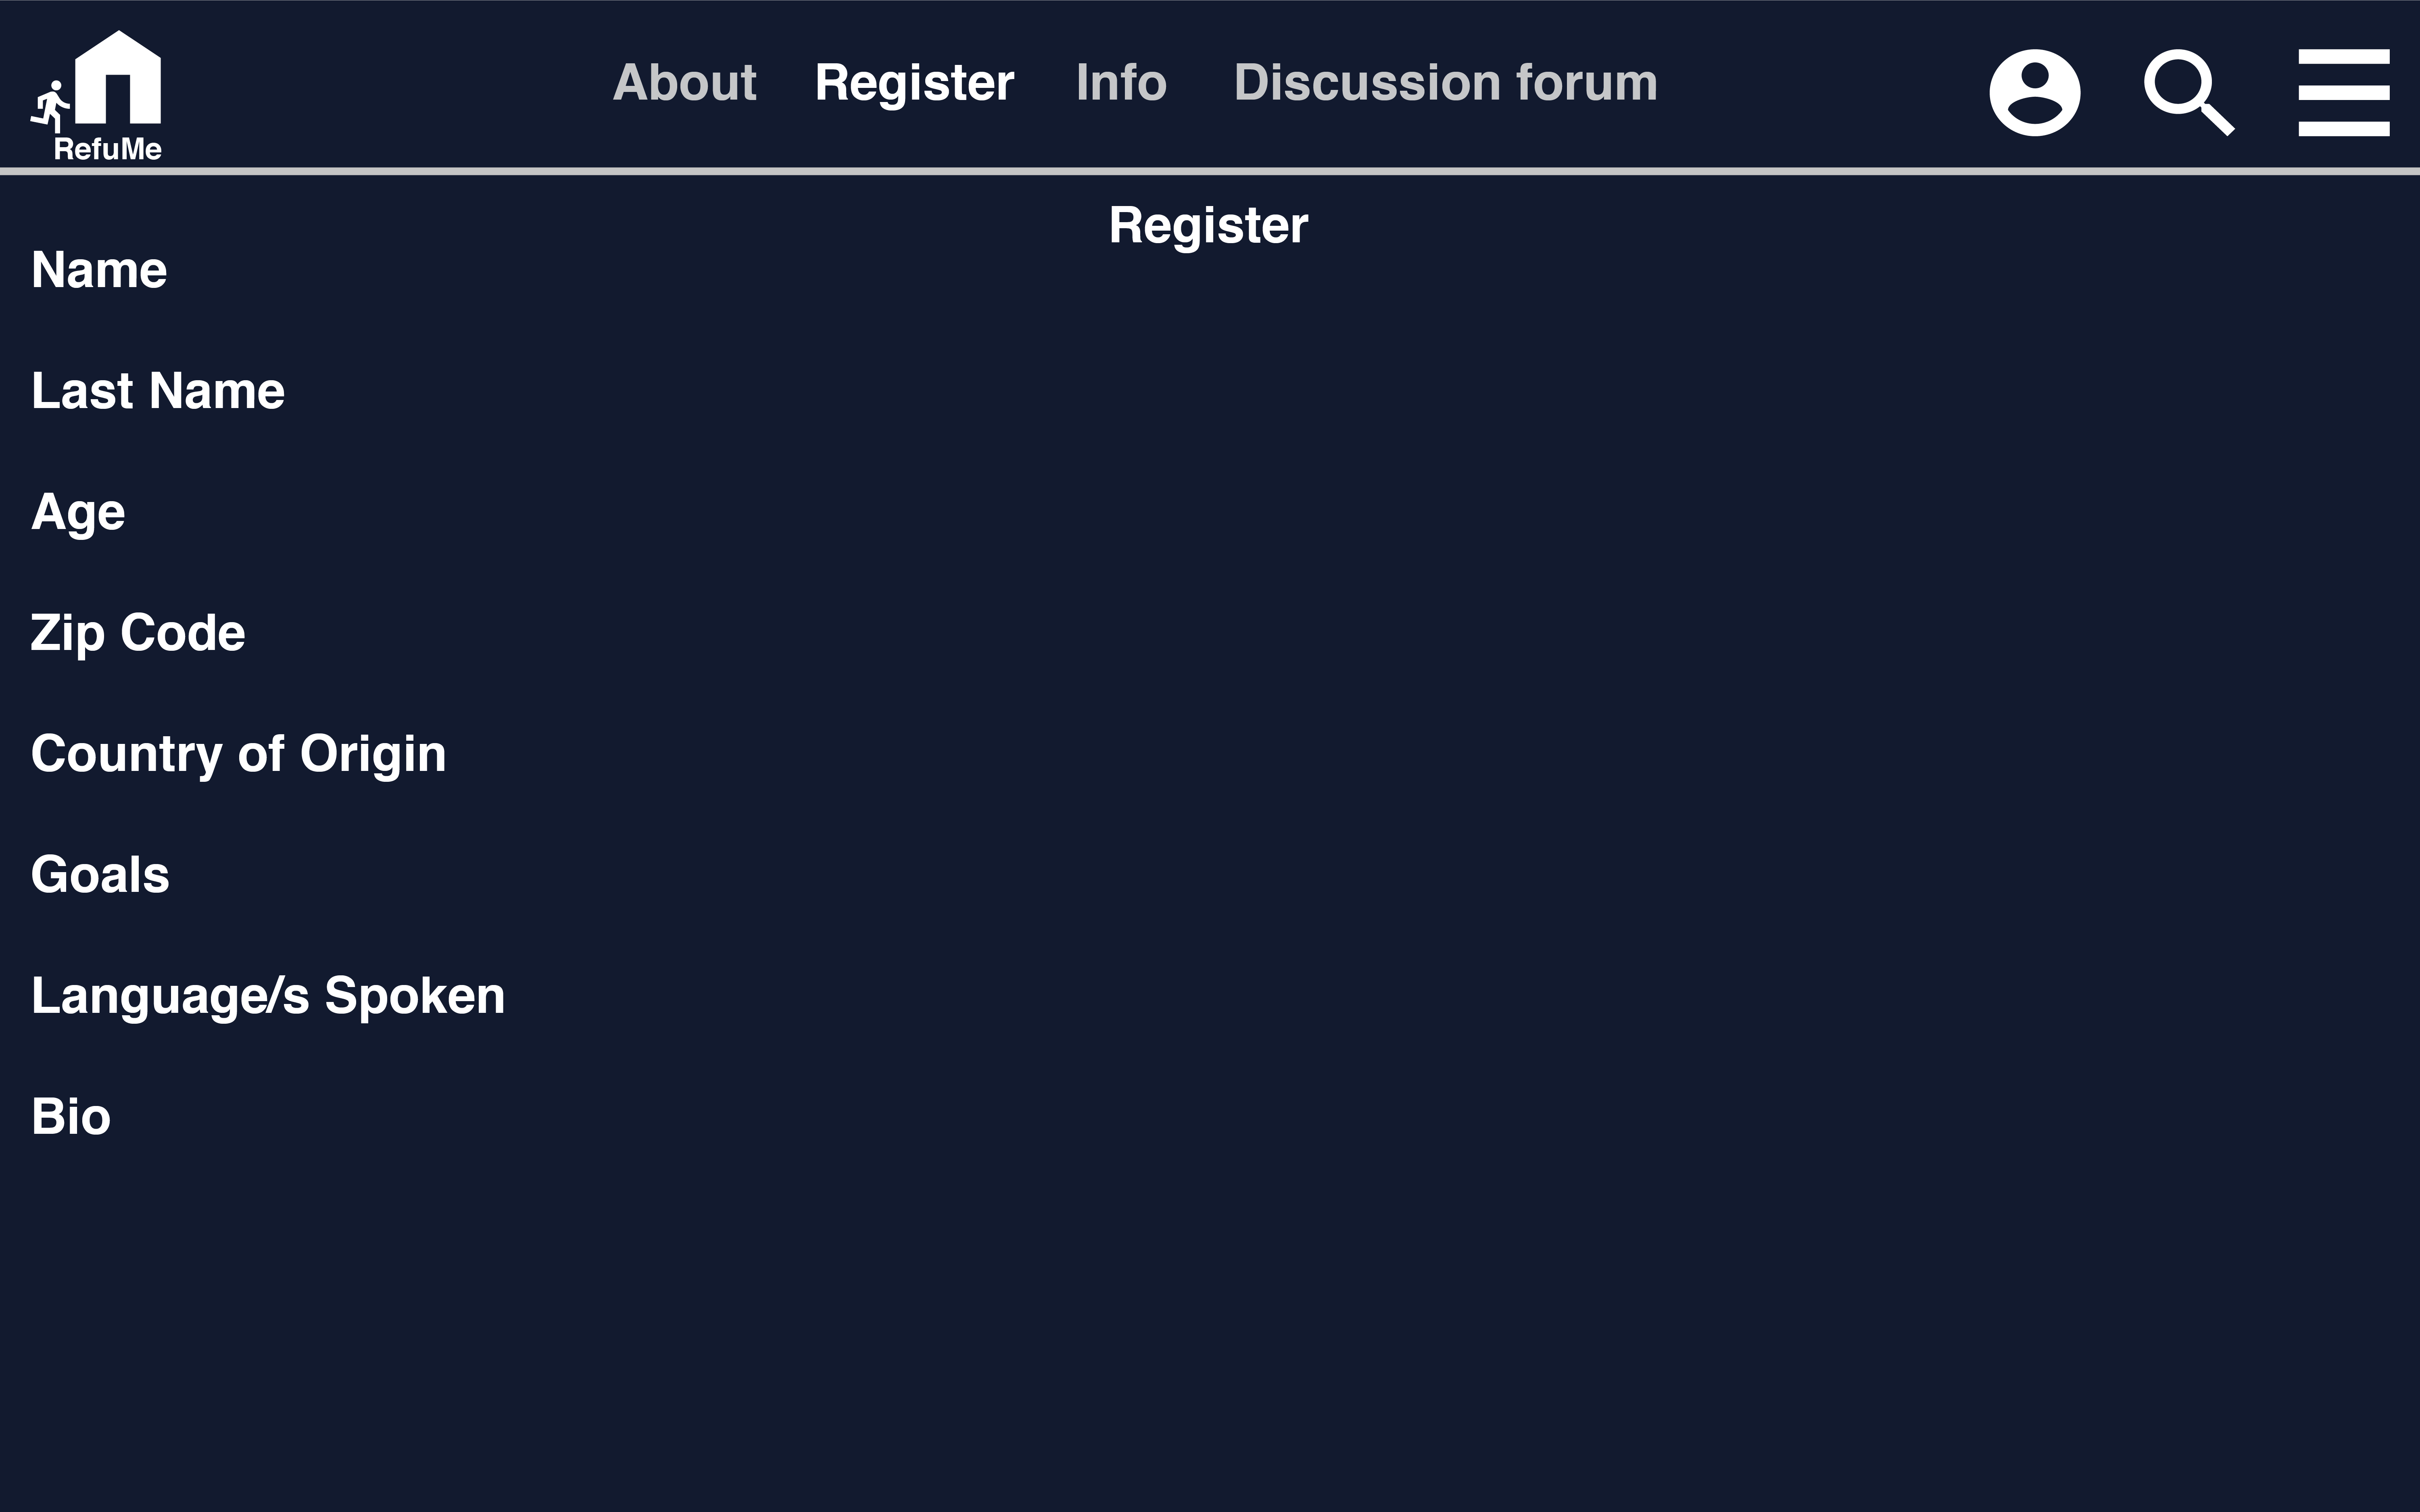 RefuMe
About Register Info Discussion forum
Register
Name
Last Name
Age
Zip Code
Country of Origin
Goals
Language/s Spoken
Bio